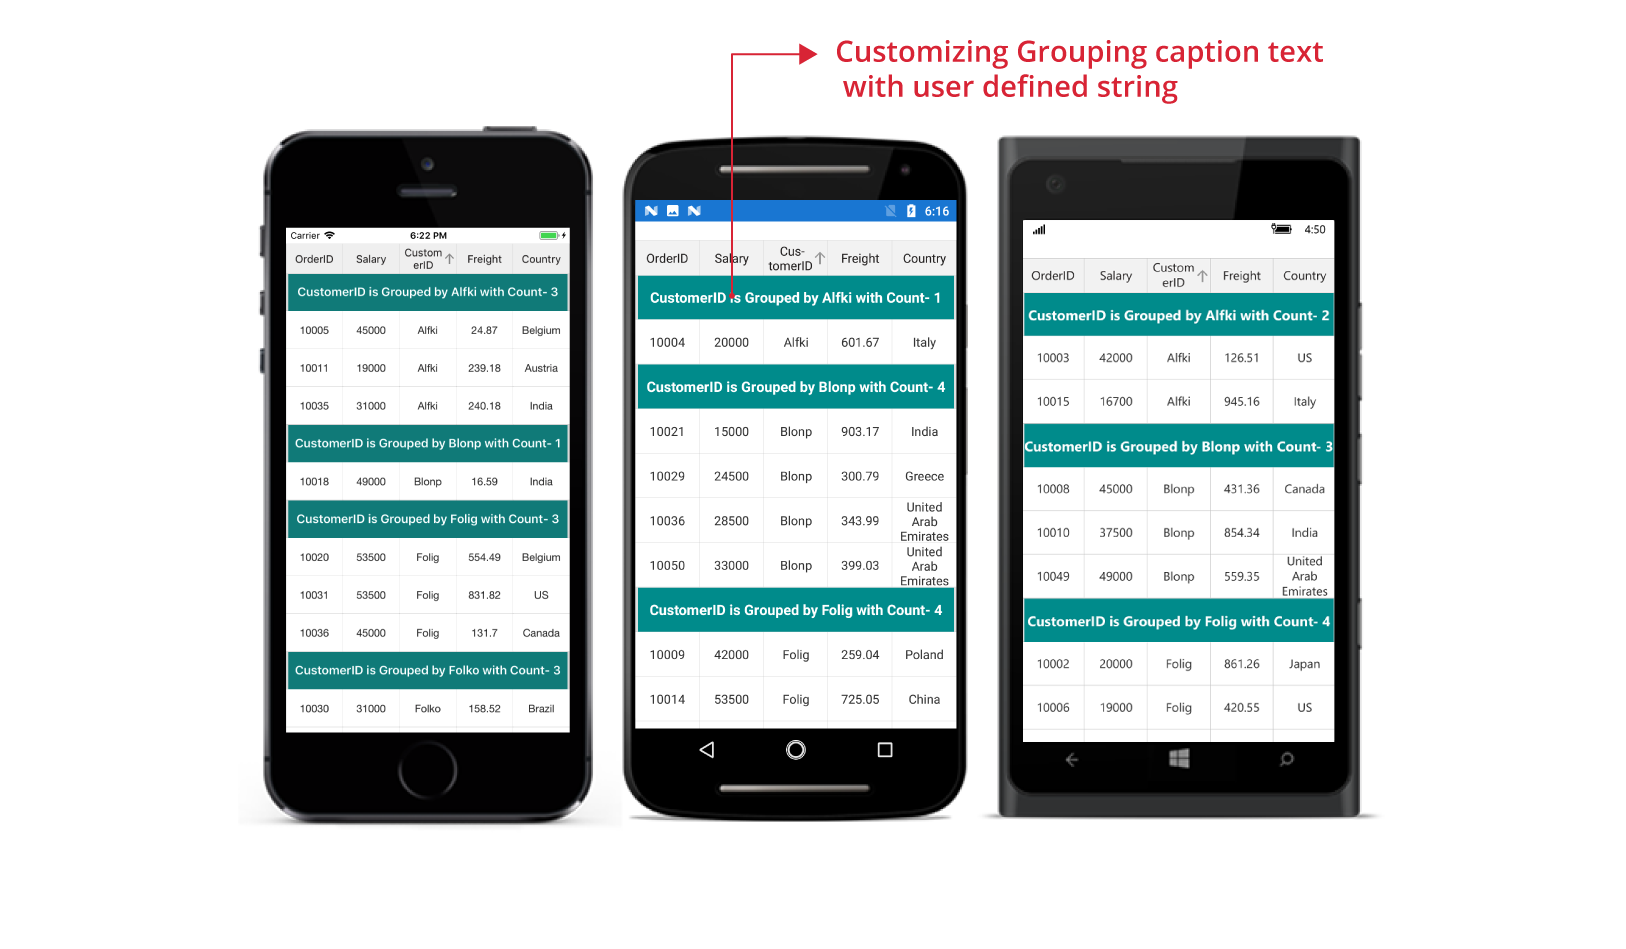 Customizing Grouping caption text
with user defined string
Carrier 6:22 PM
OrderID Salary Custom erID Freight Country
CustomerID is Grouped by Alfki with Count- 3
10005 45000 Alfki 24.87 Belgium
10011 19000 Alfki 239.18 Austria
10035 31000 Alfki 240.18 India
CustomerID is Grouped by Blonp with Count- 1
10018 49000 Blonp 16.59 India
CustomerID is Grouped by Folig with Count- 3
10020 53500 Folig 554.49 Belgium
10031 53500 Folig 831.82 US
10036 45000 Folig 131.7 Canada
CustomerID is Grouped by Folko with Count- 3
10030 31000 Folko 158.52 Brazil
6:16
OrderID Salary Cus- tomerID Freight Country
CustomerID is Grouped by Alfki with Count- 1
10004 20000 Alfki 601.67 Italy
CustomerID is Grouped by Blonp with Count- 4
10021 15000 Blonp 903.17 India
10029 24500 Blonp 300.79 Greece
10036 28500 Blonp 343.99 United Arab Emirates
10050 33000 Blonp 399.03 United Arab Emirates
CustomerID is Grouped by Folig with Count- 4
10009 42000 Folig 259.04 Poland
10014 53500 Folig 725.05 China
4:50
OrderID Salary Custom erID Freight Country
CustomerID is Grouped by Alfki with Count- 2
10003 42000 Alfki 126.51 US
10015 16700 Alfki 945.16 Italy
CustomerID is Grouped by Blonp with Count- 3
10008 45000 Blonp 431.36 Canada
10010 37500 Blonp 854.34 India
10049 49000 Blonp 559.35 United Arab Emirates
CustomerID is Grouped by Folig with Count- 4
10002 20000 Folig 861.26 Japan
10006 19000 Folig 420.55 US